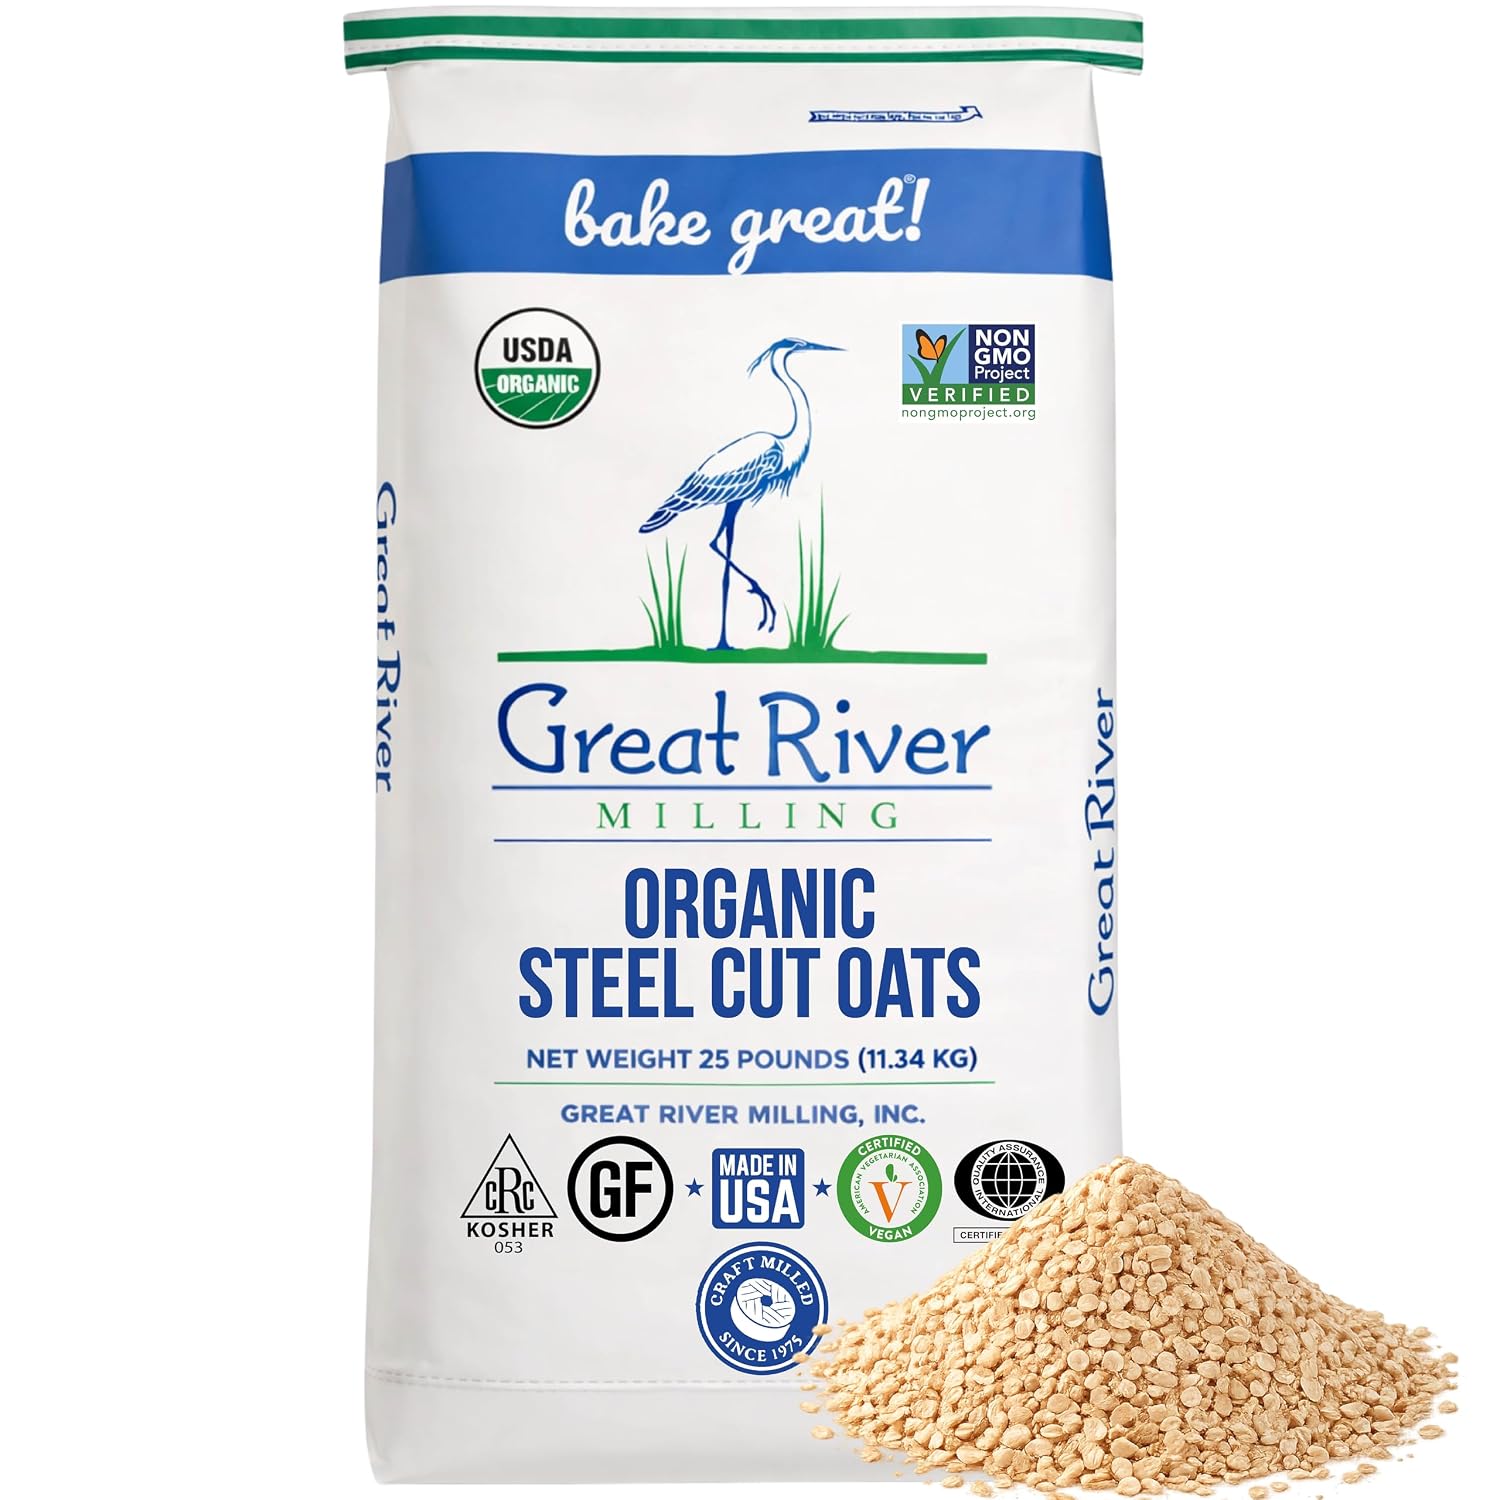 bake great!®
USDA
ORGANIC
NON
GMO
Project
VERIFIED
nongmoproject.org
Great River
Great River
MILLING
Great River
ORGANIC
STEEL CUT OATS
NET WEIGHT 25 POUNDS (11.34 KG)
GREAT RIVER MILLING, INC.
cRc
KOSHER
053
GF
MADE IN
USA
CERTIFIED
AMERICAN VEGETARIAN ASSOCIATION
V
VEGAN
QUALITY ASSURANCE
INTERNATIONAL
CRAFT MILLED
SINCE 1975